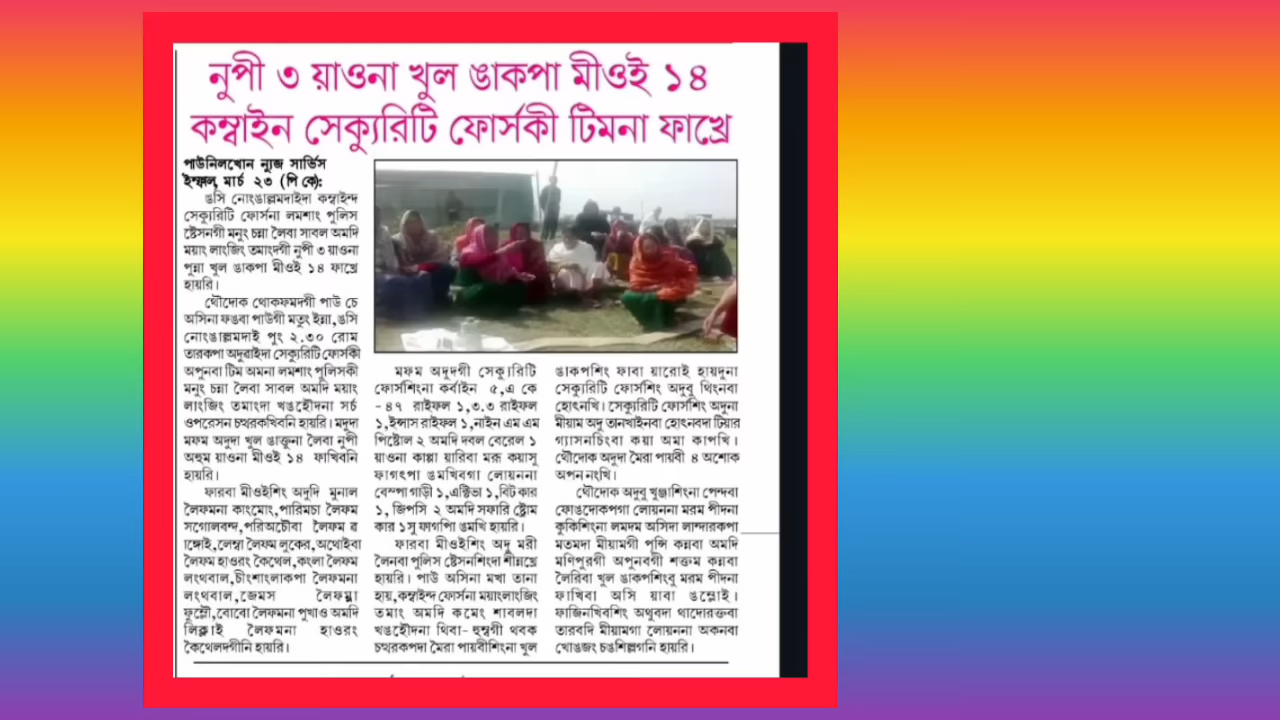 নুপী ৩ য়াওনা খুল ঙাকপা মীওই ১৪
কম্বাইন সেক্যুরিটি ফোর্সকী টিমনা ফাখ্রে
পাউনিলখোন ন্যুজ সার্ভিস
ইম্ফাল, মার্চ ২৩ (পি কে):
ঙসি নোংঙাল্লমদাইদা কম্বাইন্দ
সেক্যুরিটি ফোর্সনা লমশাং পুলিস
ষ্টেসনগী মনুং চন্না লৈবা সাবল অমদি
ময়াং লাংজিং তমাংদগী নুপী ৩ য়াওনা
পুন্না খুল ঙাকপা মীওই ১৪ ফাখ্রে
হায়রি।
থৌদোক থোকফমদগী পাউ চে
অসিনা ফঙবা পাউগী মতুং ইন্না,ঙসি
নোংঙাল্লমদাই পুং ২.৩০ রোম
তারকপা অদুৱাইদা সেক্যুরিটি ফোর্সকী
অপুনবা টিম অমনা লমশাং পুলিসকী
মনুং চন্না লৈবা সাবল অমদি ময়াং
লাংজিং তমাংদা খঙহৌদনা সর্চ
ওপরেসন চত্থরকখিবনি হায়রি। মদুদা
মফম অদুদা খুল ঙাক্তুনা লৈবা নুপী
অহুম য়াওনা মীওই ১৪ ফাখিবনি
হায়রি।
ফারবা মীওইশিং অদুদি মুনাল
লৈফমনা কাংমোং,পারিমচা লৈফম
সগোলবন্দ,পরিঅচৌবা লৈফম ৱ
াঙ্গোই,লেম্বা লৈফম লুকের,অথোইবা
লৈফম হাওরং কৈথেল,কংলা লৈফম
লংথবাল,চীংশাংলাকপা লৈফমনা
লংথবাল,জেমস লৈফম্না
ফুম্লৌ,বোবো লৈফমনা পুখাও অমদি
লিক্লাই লৈফমনা হাওরং
কৈথেলদগীনি হায়রি।
মফম অদুদগী সেক্যুরিটি
ফোর্সশিংনা কর্বাইন ৫,এ কে
-৪৭ রাইফল ১,৩.৩ রাইফল
১,ইন্সাস রাইফল ১,নাইন এম এম
পিষ্টোল ২ অমদি দবল বেরেল ১
য়াওনা কাপ্পা য়ারিবা মরু কয়াসু
ফাগৎপা ঙমখিবগা লোয়ননা
বেস্পা গাড়ী ১,এক্টিভা ১,বিট কার
১, জিপসি ২ অমদি সফারি ষ্ট্রোম
কার ১সু ফাগৎপা ঙমখি হায়রি।
ফারবা মীওইশিং অদু মরী
লৈনবা পুলিস ষ্টেসনশিংদা শীন্নখ্রে
হায়রি। পাউ অসিনা মখা তানা
হায়,কম্বাইন্দ ফোর্সনা ময়াংলাংজিং
তমাং অমদি কমেং শাবলদা
খঙহৌদনা থিবা- হুন্বগী থবক
চত্থরকপদা মৈরা পায়বীশিংনা খুল
ঙাকপশিং ফাবা য়ারোই হায়দুনা
সেক্যুরিটি ফোর্সশিং অদুবু থিংনবা
হোৎনখি। সেক্যুরিটি ফোর্সশিং অদুনা
মীয়াম অদু তানখাইনবা হোৎনবদা টিয়ার
গ্যাসনচিংবা কয়া অমা কাপখি।
থৌদোক অদুদা মৈরা পায়বী ৪ অশোক
অপন নংখি।
থৌদোক অদুবু খুঞ্জাশিংনা পেন্দবা
ফোঙদোকপগা লোয়ননা মরম পীদনা
কুকিশিংনা লমদম অসিদা লান্দারকপা
মতমদা মীয়ামগী পুন্সি কন্নবা অমদি
মণিপুরগী অপুনবগী শক্তম কন্নবা
লৈরিবা খুল ঙাকপশিংবু মরম পীদনা
ফাখিবা অসি য়াবা ঙম্লোই।
ফাজিনখিবশিং অথুবদা থাদোরক্তবা
তারবদি মীয়ামগা লোয়ননা অকনবা
খোঙজং চঙশিল্লগনি হায়রি।